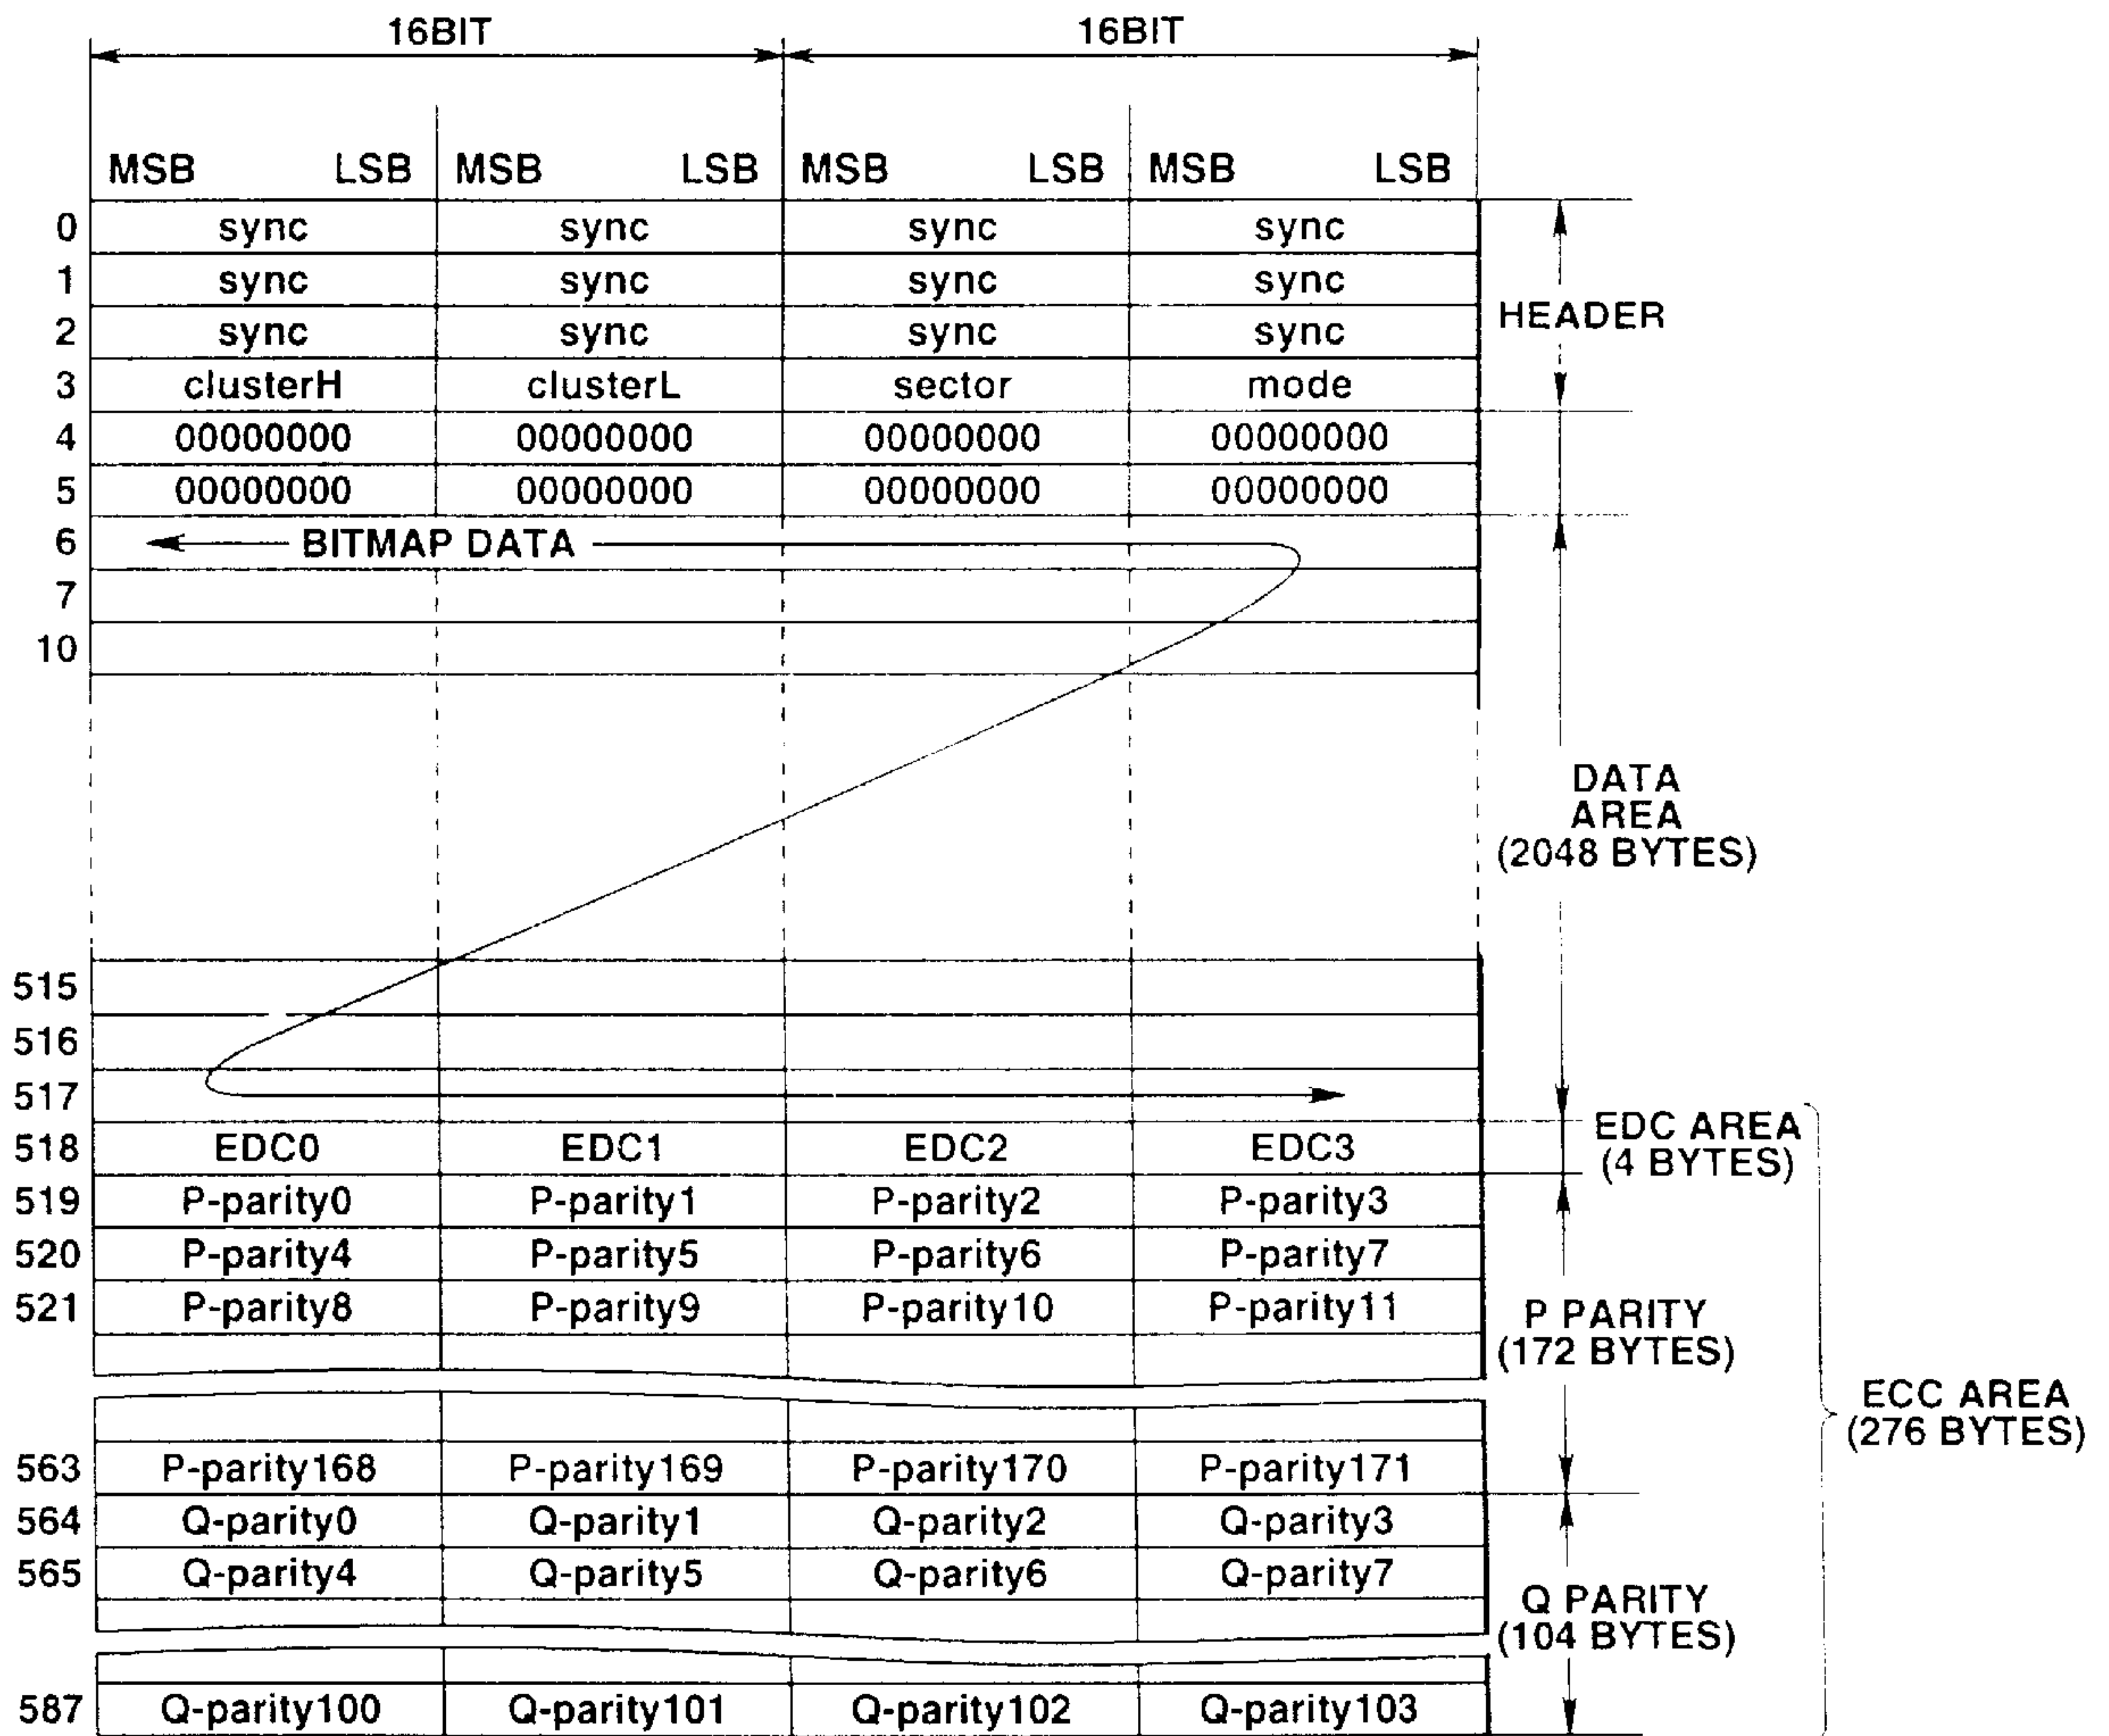 16BIT 16BIT
MSB LSB MSB LSB MSB LSB MSB LSB
0 sync sync sync sync
1 sync sync sync sync
2 sync sync sync sync
HEADER
3 clusterH clusterL sector mode
4 00000000 00000000 00000000 00000000
5 00000000 00000000 00000000 00000000
6 BITMAP DATA
7
10
DATA
AREA
(2048 BYTES)
515
516
517
518 EDC0 EDC1 EDC2 EDC3
EDC AREA
(4 BYTES)
519 P-parity0 P-parity1 P-parity2 P-parity3
520 P-parity4 P-parity5 P-parity6 P-parity7
521 P-parity8 P-parity9 P-parity10 P-parity11
P PARITY
(172 BYTES)
ECC AREA
(276 BYTES)
563 P-parity168 P-parity169 P-parity170 P-parity171
564 Q-parity0 Q-parity1 Q-parity2 Q-parity3
565 Q-parity4 Q-parity5 Q-parity6 Q-parity7
Q PARITY
(104 BYTES)
587 Q-parity100 Q-parity101 Q-parity102 Q-parity103